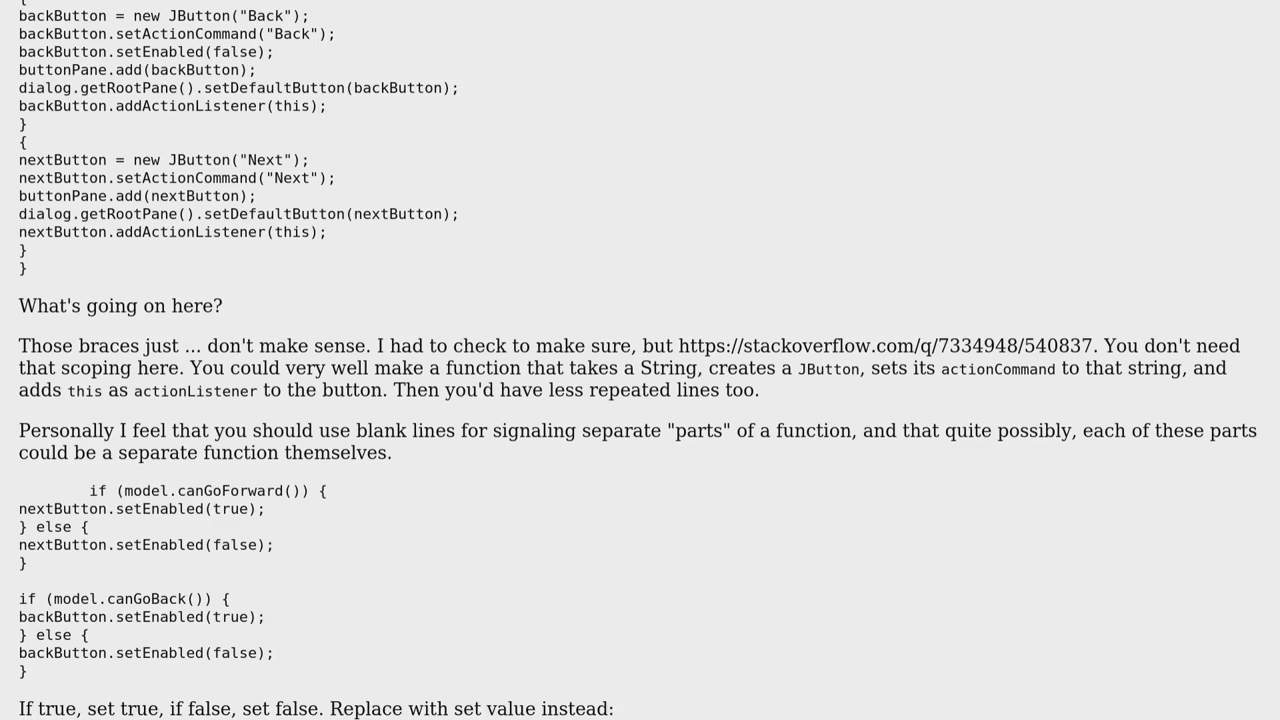 {
backButton = new JButton("Back");
backButton.setActionCommand("Back");
backButton.setEnabled(false);
buttonPane.add(backButton);
dialog.getRootPane().setDefaultButton(backButton);
backButton.addActionListener(this);
}
{
nextButton = new JButton("Next");
nextButton.setActionCommand("Next");
buttonPane.add(nextButton);
dialog.getRootPane().setDefaultButton(nextButton);
nextButton.addActionListener(this);
}
}
What's going on here?
Those braces just ... don't make sense. I had to check to make sure, but https://stackoverflow.com/q/7334948/540837. You don't need
that scoping here. You could very well make a function that takes a String, creates a JButton, sets its actionCommand to that string, and
adds this as actionListener to the button. Then you'd have less repeated lines too.
Personally I feel that you should use blank lines for signaling separate "parts" of a function, and that quite possibly, each of these parts
could be a separate function themselves.
if (model.canGoForward()) {
nextButton.setEnabled(true);
} else {
nextButton.setEnabled(false);
}
if (model.canGoBack()) {
backButton.setEnabled(true);
} else {
backButton.setEnabled(false);
}
If true, set true, if false, set false. Replace with set value instead: